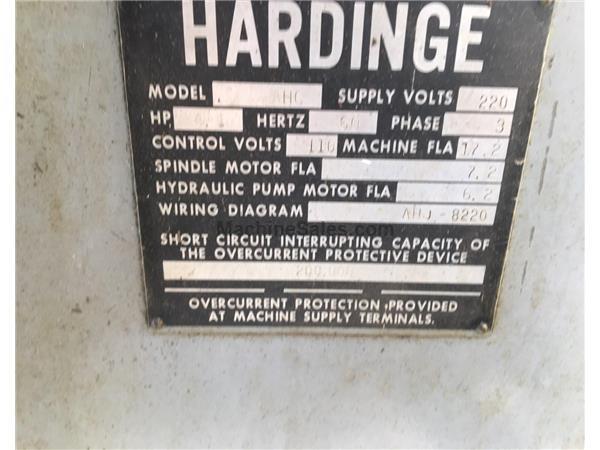 HARDINGE
MODEL AHC SUPPLY VOLTS 220
HP HERTZ 60 PHASE 3
CONTROL VOLTS 110 MACHINE FLA 17.2
SPINDLE MOTOR FLA 7.2
HYDRAULIC PUMP MOTOR FLA 6.2
WIRING DIAGRAM -8220
MachineSales.com
SHORT CIRCUIT INTERRUPTING CAPACITY OF
THE OVERCURRENT PROTECTIVE DEVICE
200,000
OVERCURRENT PROTECTION PROVIDED
AT MACHINE SUPPLY TERMINALS.